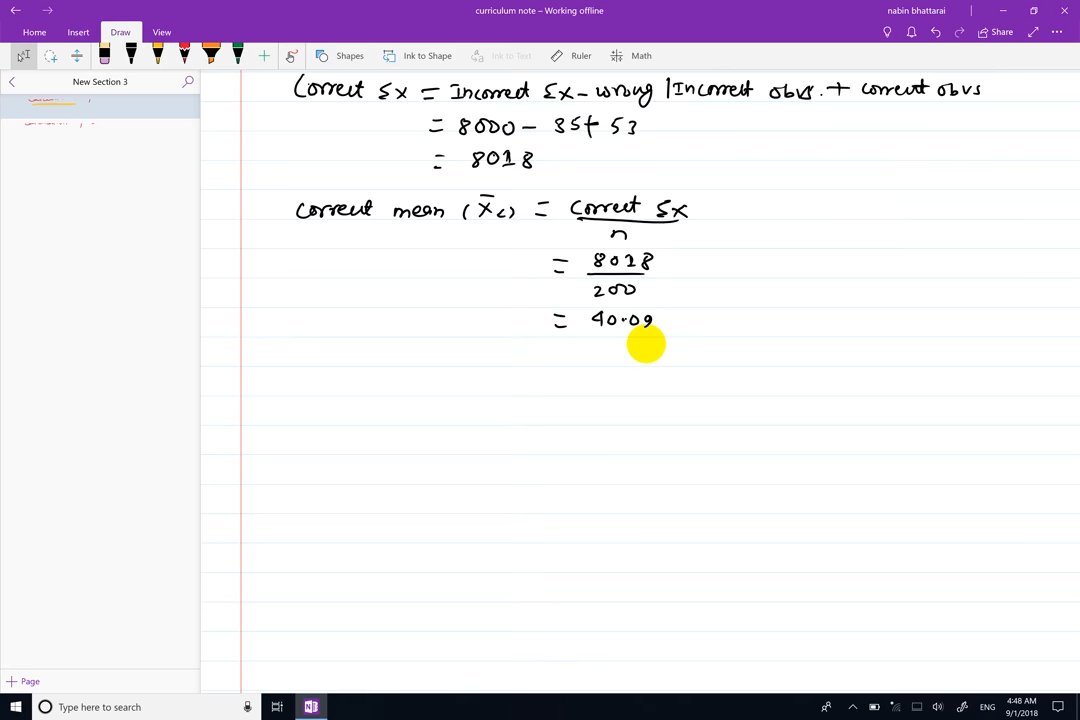 curriculum note – Working offline
nabin bhattarai
Home Insert Draw View
Share
Shapes Ink to Shape Ink to Text Ruler Math
New Section 3
Correct Σx = Incorrect Σx - wrong | Incorrect obvs. + correct obvs
= 8000 - 35 + 53
= 8018
Correct mean (X̄c) = Correct Σx
n
= 8018
200
= 40.09
+ Page
Type here to search
ENG
4:48 AM
9/1/2018